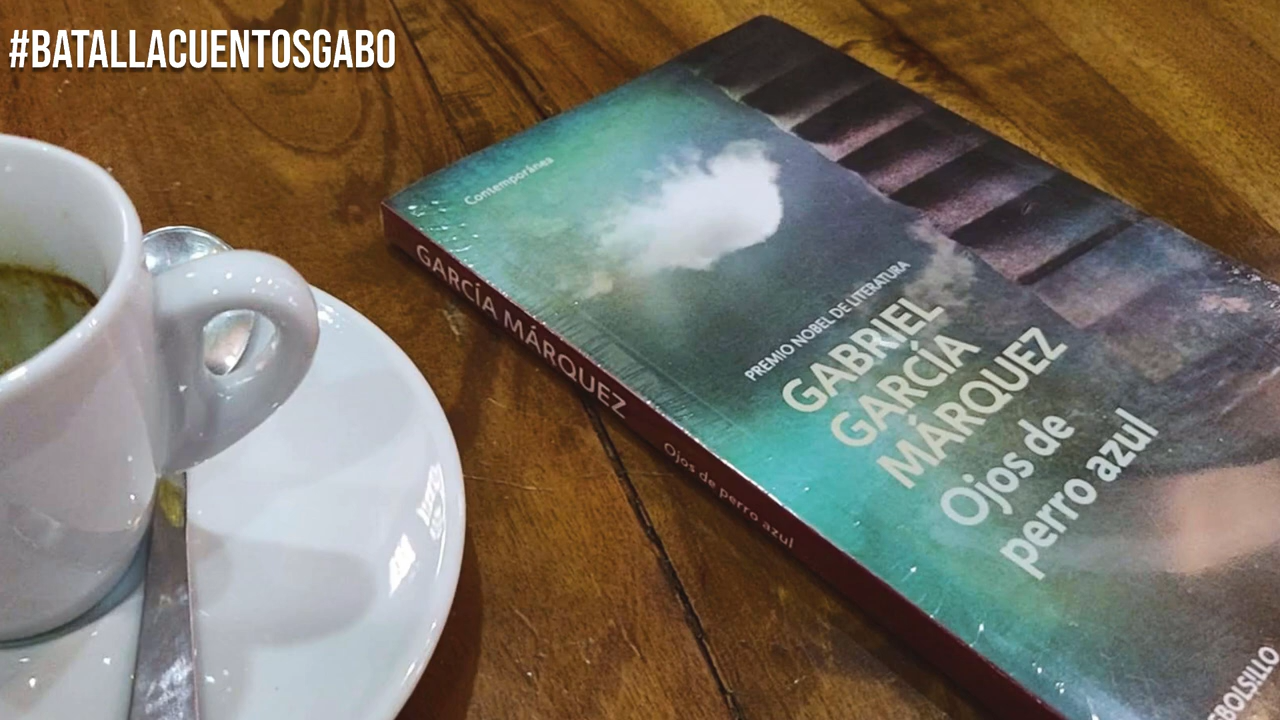 #BATALLACUENTOSGABO
Contemporánea
GARCÍA MÁRQUEZ
Ojos de perro azul
PREMIO NOBEL DE LITERATURA
GABRIEL
GARCÍA
MÁRQUEZ
Ojos de
perro azul